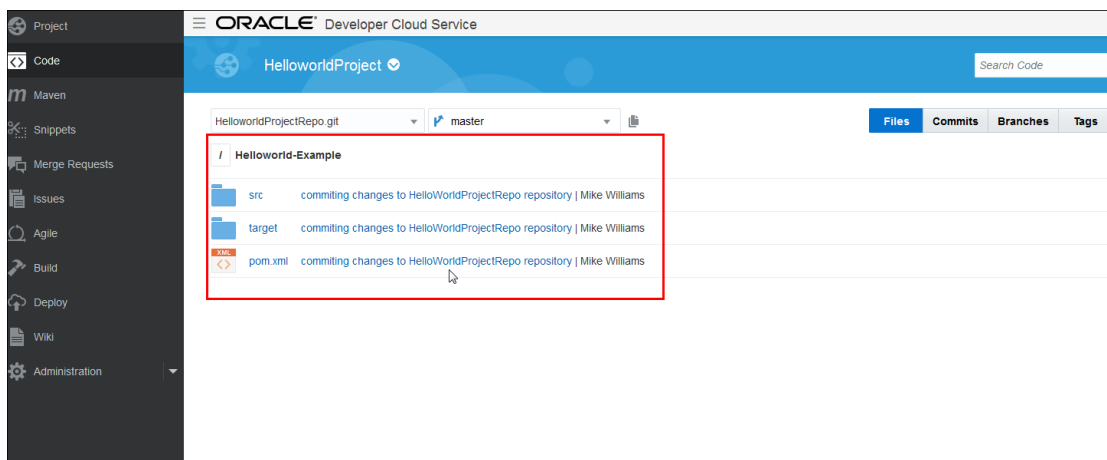 Project
Code
Maven
Snippets
Merge Requests
Issues
Agile
Build
Deploy
Wiki
Administration
ORACLE® Developer Cloud Service
HelloworldProject
Search Code
HelloworldProjectRepo.git
master
Files Commits Branches Tags
/ Helloworld-Example
src commiting changes to HelloWorldProjectRepo repository | Mike Williams
target commiting changes to HelloWorldProjectRepo repository | Mike Williams
XML
pom.xml commiting changes to HelloWorldProjectRepo repository | Mike Williams